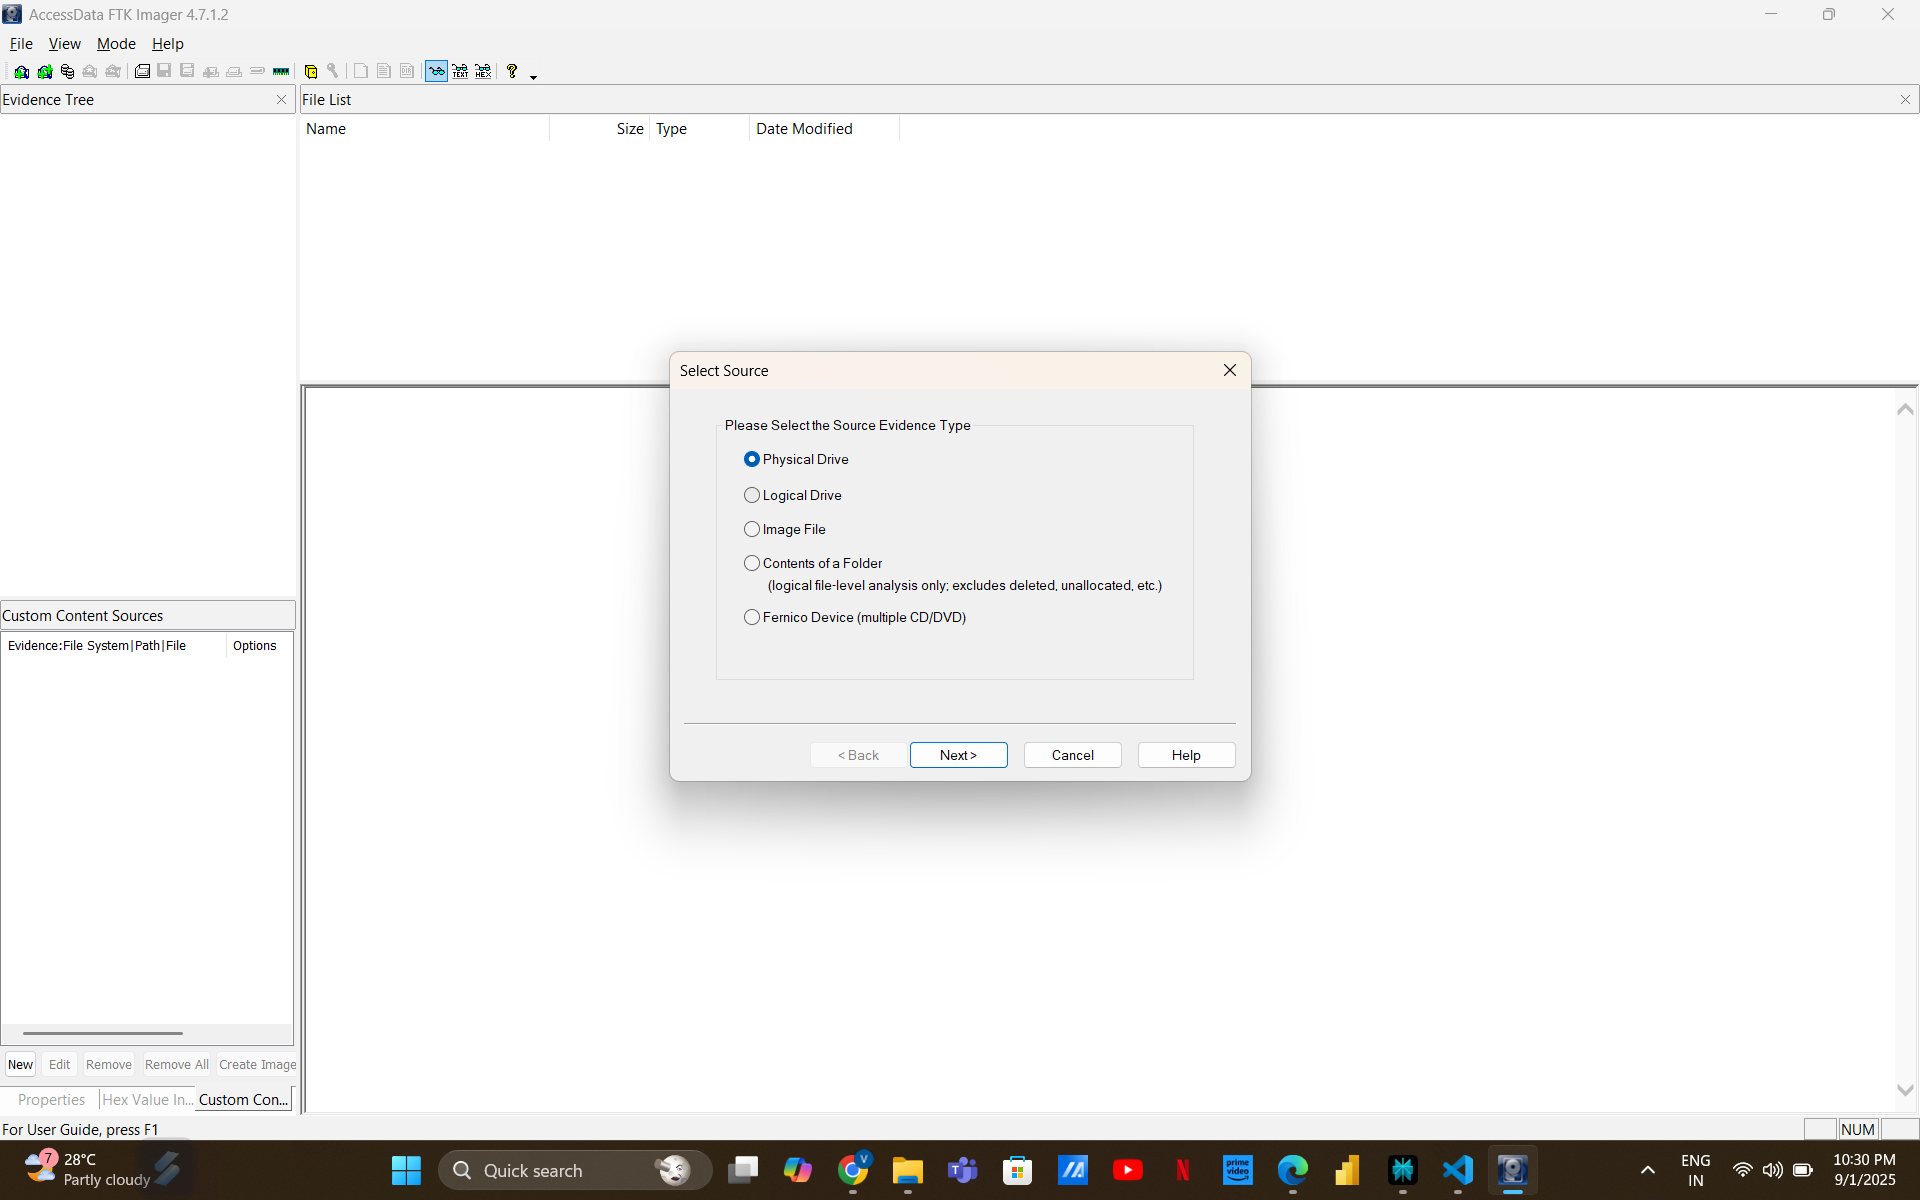 AccessData FTK Imager 4.7.1.2
File View Mode Help
Evidence Tree
File List
Name Size Type Date Modified
Select Source
Please Select the Source Evidence Type
Physical Drive
Logical Drive
Image File
Contents of a Folder
(logical file-level analysis only; excludes deleted, unallocated, etc.)
Fernico Device (multiple CD/DVD)
< Back Next > Cancel Help
Custom Content Sources
Evidence:File System|Path|File Options
New Edit Remove Remove All Create Image
Properties Hex Value In... Custom Con...
For User Guide, press F1
NUM
7 28°C
Partly cloudy
Quick search
V
prime video
ENG
IN
10:30 PM
9/1/2025